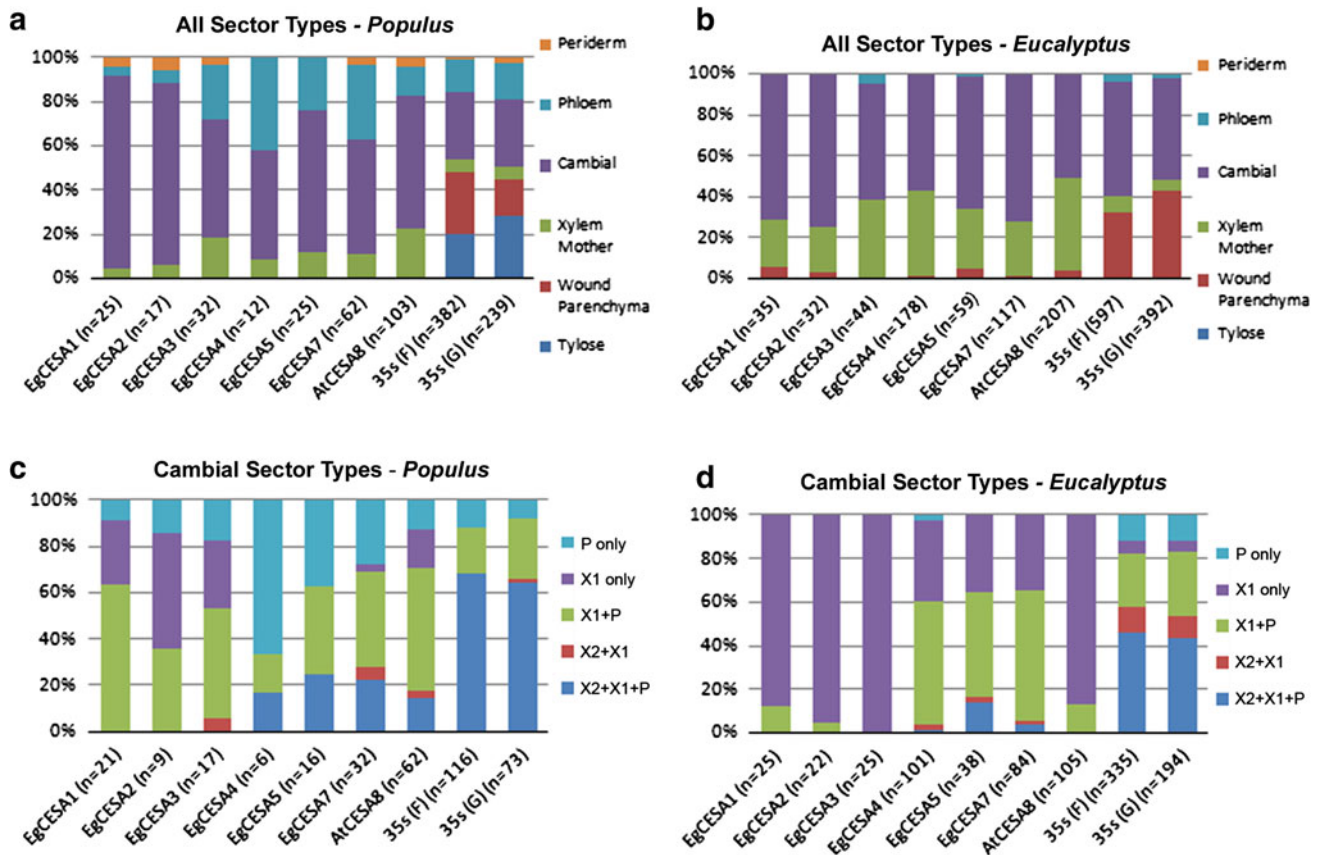 a
All Sector Types - Populus
100%
80%
60%
40%
20%
0%
EgCESA1 (n=25)
EgCESA2 (n=17)
EgCESA3 (n=32)
EgCESA4 (n=12)
EgCESA5 (n=25)
EgCESA7 (n=62)
AtCESA8 (n=103)
35s (F) (n=382)
35s (G) (n=239)
Periderm
Phloem
Cambial
Xylem
Mother
Wound
Parenchyma
Tylose
b
All Sector Types - Eucalyptus
100%
80%
60%
40%
20%
0%
EgCESA1 (n=35)
EgCESA2 (n=32)
EgCESA3 (n=44)
EgCESA4 (n=178)
EgCESA5 (n=59)
EgCESA7 (n=117)
AtCESA8 (n=207)
35s (F) (597)
35s (G) (n=392)
Periderm
Phloem
Cambial
Xylem
Mother
Wound
Parenchyma
Tylose
c
Cambial Sector Types - Populus
100%
80%
60%
40%
20%
0%
EgCESA1 (n=21)
EgCESA2 (n=9)
EgCESA3 (n=17)
EgCESA4 (n=6)
EgCESA5 (n=16)
EgCESA7 (n=32)
AtCESA8 (n=62)
35s (F) (n=116)
35s (G) (n=73)
P only
X1 only
X1+P
X2+X1
X2+X1+P
d
Cambial Sector Types - Eucalyptus
100%
80%
60%
40%
20%
0%
EgCESA1 (n=25)
EgCESA2 (n=22)
EgCESA3 (n=25)
EgCESA4 (n=101)
EgCESA5 (n=38)
EgCESA7 (n=84)
AtCESA8 (n=105)
35s (F) (n=335)
35s (G) (n=194)
P only
X1 only
X1+P
X2+X1
X2+X1+P